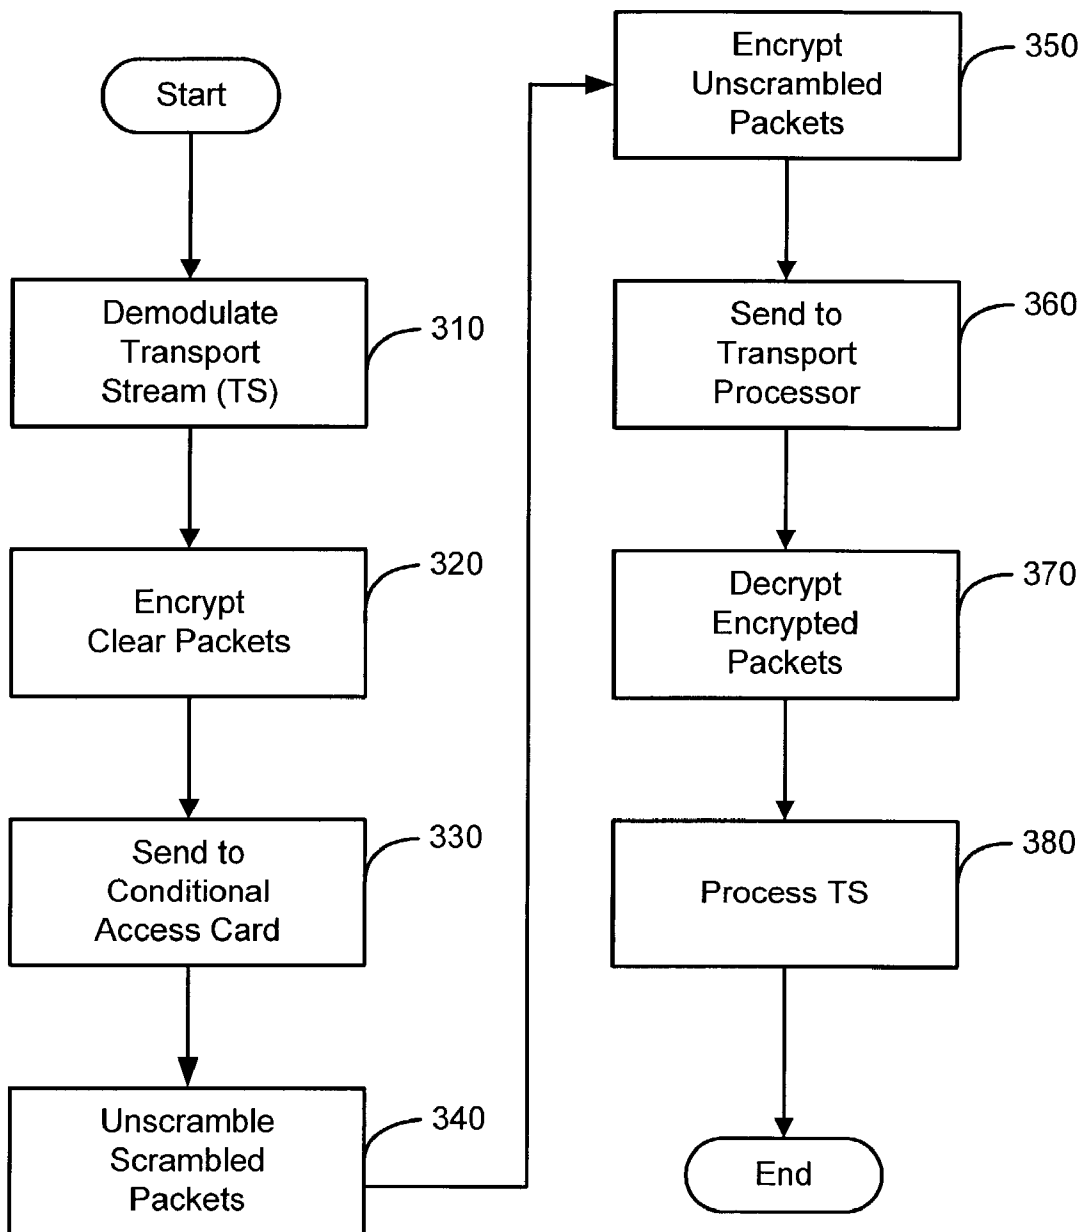 Start
Demodulate
Transport
Stream (TS)
310
Encrypt
Clear Packets
320
Send to
Conditional
Access Card
330
Unscramble
Scrambled
Packets
340
Encrypt
Unscrambled
Packets
350
Send to
Transport
Processor
360
Decrypt
Encrypted
Packets
370
Process TS
380
End